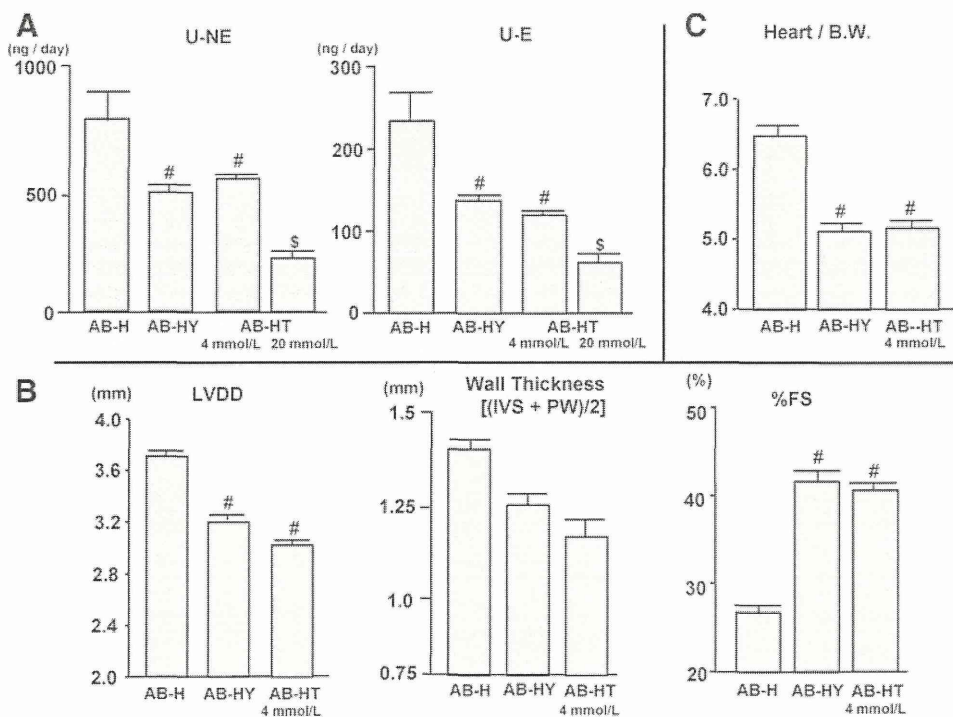 A
U-NE
(ng / day)
1000
500
0
#
#
$
AB-H AB-HY AB-HT
4 mmol/L 20 mmol/L
U-E
(ng / day)
300
200
100
0
#
#
$
AB-H AB-HY AB-HT
4 mmol/L 20 mmol/L
C
Heart / B.W.
7.0
6.0
5.0
4.0
#
#
AB-H AB-HY AB--HT
4 mmol/L
B
(mm)
LVDD
4.0
3.6
3.2
2.8
2.4
2.0
#
#
AB-H AB-HY AB-HT
4 mmol/L
(mm)
Wall Thickness
[(IVS + PW)/2]
1.5
1.25
1.0
0.75
AB-H AB-HY AB-HT
4 mmol/L
(%)
%FS
50
40
30
20
#
#
AB-H AB-HY AB-HT
4 mmol/L